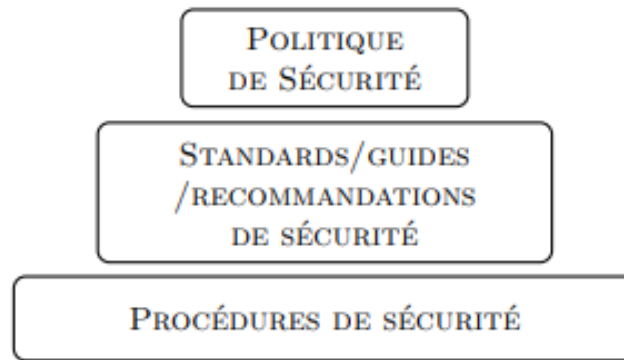 Politique
de Sécurité
Standards/guides
/recommandations
de sécurité
Procédures de sécurité